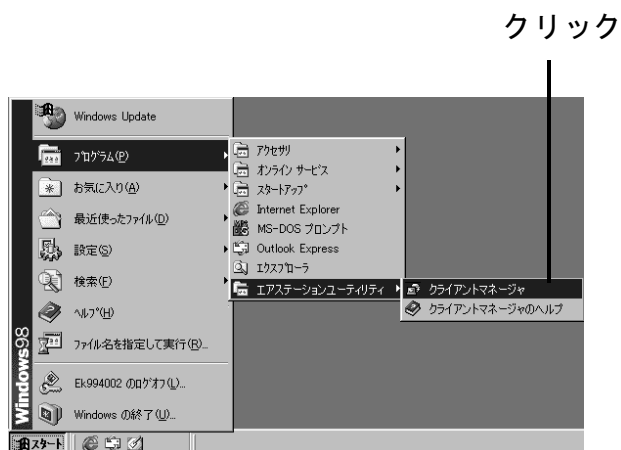 クリック
Windows Update
プログラム(P)
お気に入り(A)
最近使ったファイル(D)
設定(S)
検索(F)
ヘルプ(H)
ファイル名を指定して実行(R)...
Ek994002 のログオフ(L)...
Windows の終了(U)...
Windows98
スタート
アクセサリ
オンライン サービス
スタートアップ
Internet Explorer
MS-DOS プロンプト
Outlook Express
エクスプローラ
エアステーションユーティリティ
クライアントマネージャ
クライアントマネージャのヘルプ